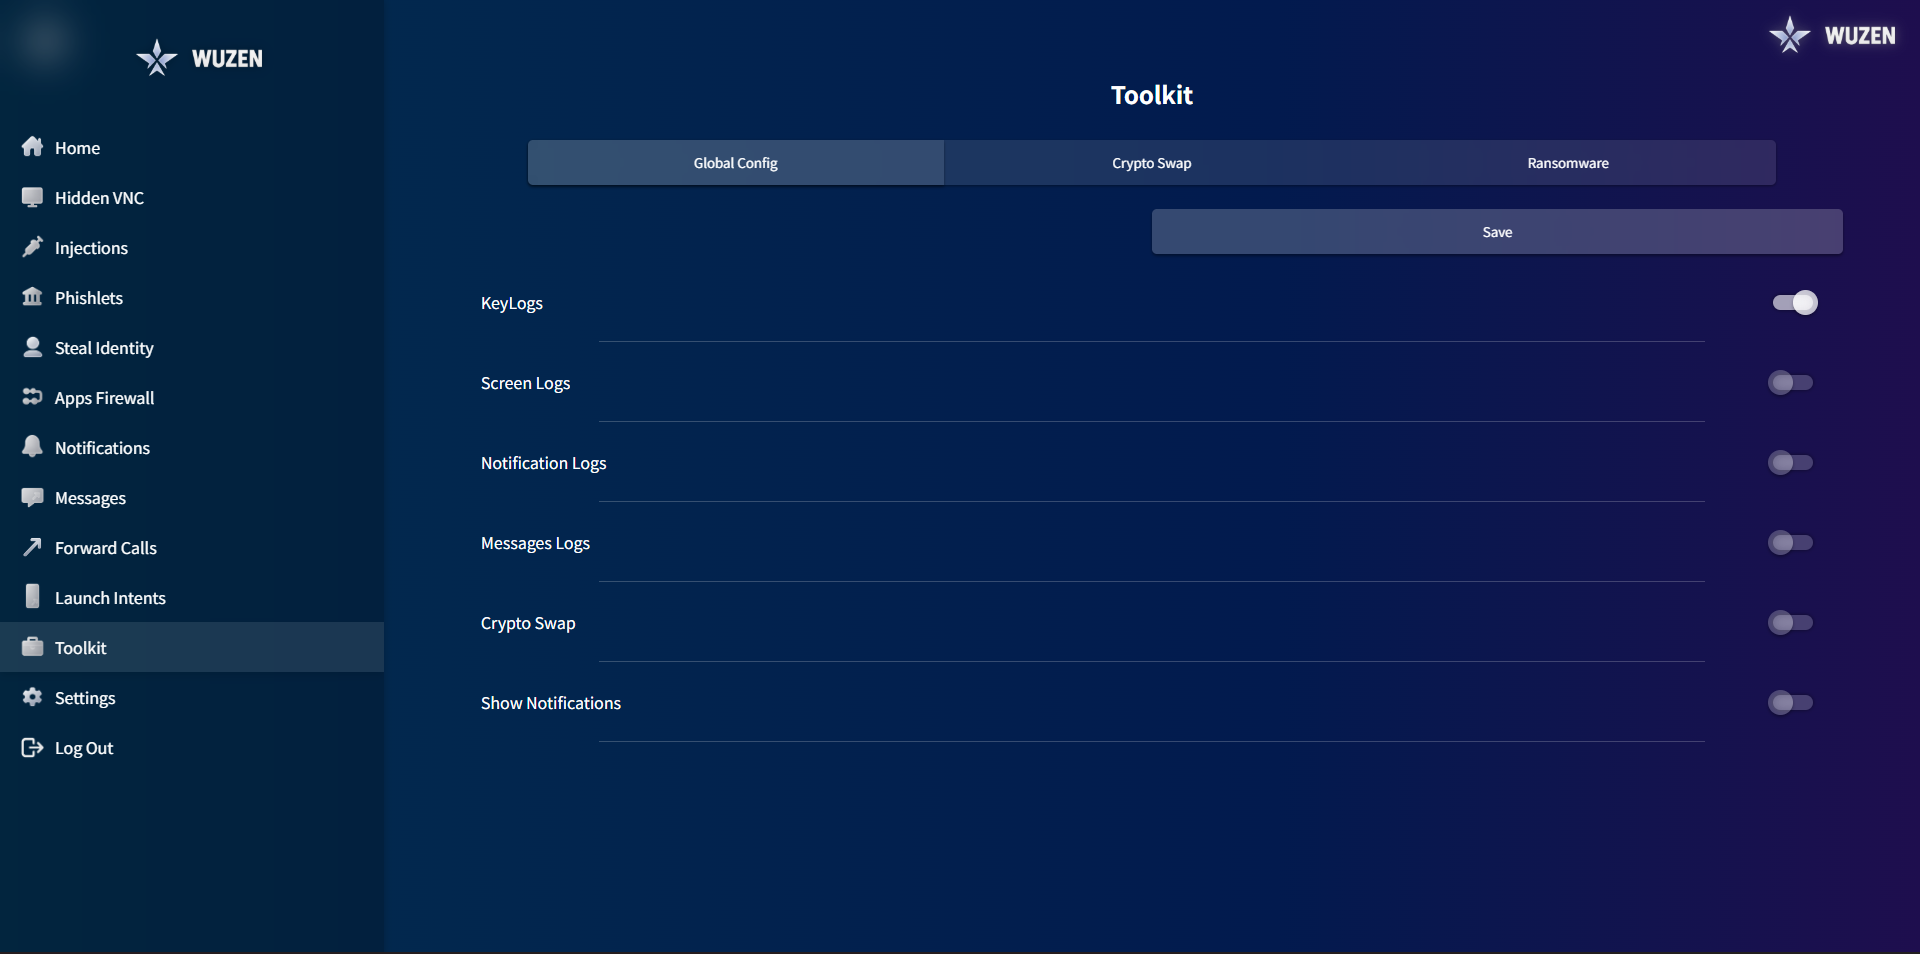 WUZEN
Home
Hidden VNC
Injections
Phishlets
Steal Identity
Apps Firewall
Notifications
Messages
Forward Calls
Launch Intents
Toolkit
Settings
Log Out
WUZEN
Toolkit
Global Config
Crypto Swap
Ransomware
Save
KeyLogs
Screen Logs
Notification Logs
Messages Logs
Crypto Swap
Show Notifications